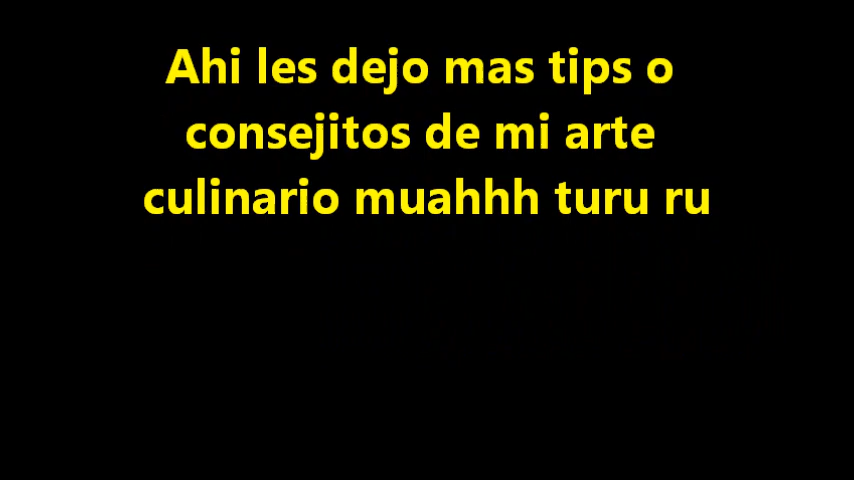 Ahi les dejo mas tips o
consejitos de mi arte
culinario muahhh turu ru